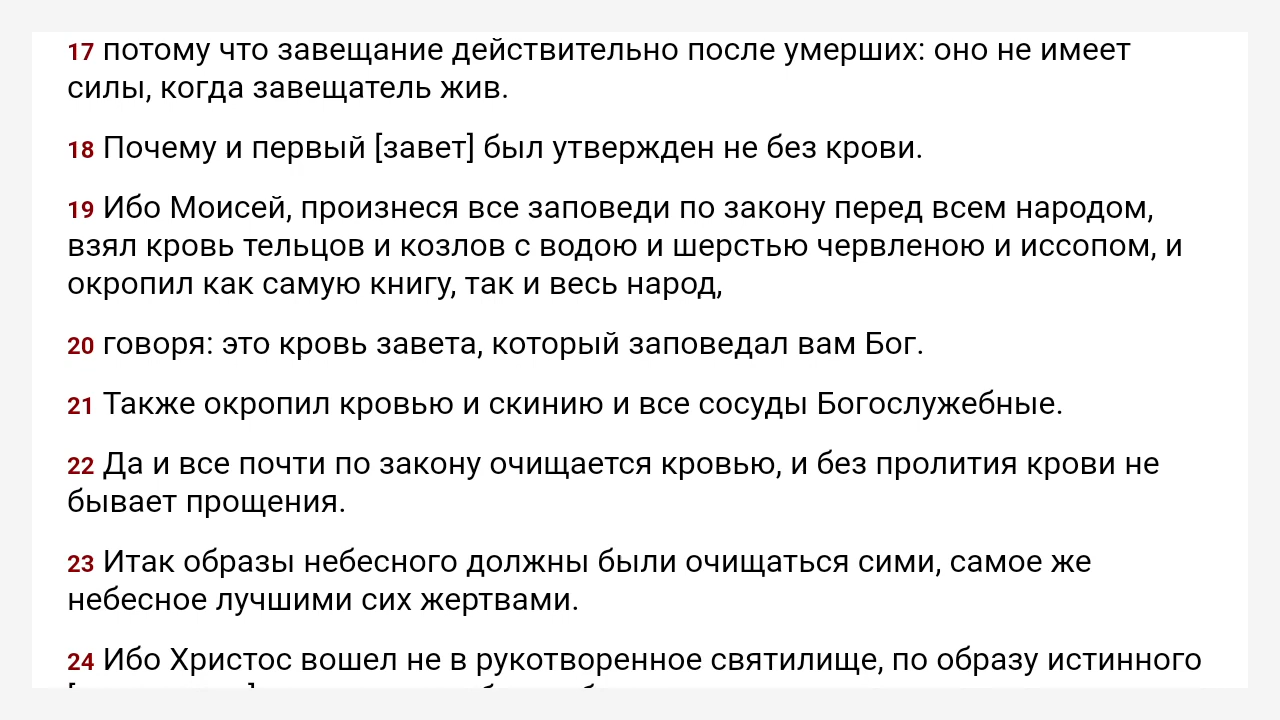 17 потому что завещание действительно после умерших: оно не имеет
силы, когда завещатель жив.
18 Почему и первый [завет] был утвержден не без крови.
19 Ибо Моисей, произнеся все заповеди по закону перед всем народом,
взял кровь тельцов и козлов с водою и шерстью червленою и иссопом, и
окропил как самую книгу, так и весь народ,
20 говоря: это кровь завета, который заповедал вам Бог.
21 Также окропил кровью и скинию и все сосуды Богослужебные.
22 Да и все почти по закону очищается кровью, и без пролития крови не
бывает прощения.
23 Итак образы небесного должны были очищаться сими, самое же
небесное лучшими сих жертвами.
24 Ибо Христос вошел не в рукотворенное святилище, по образу истинного